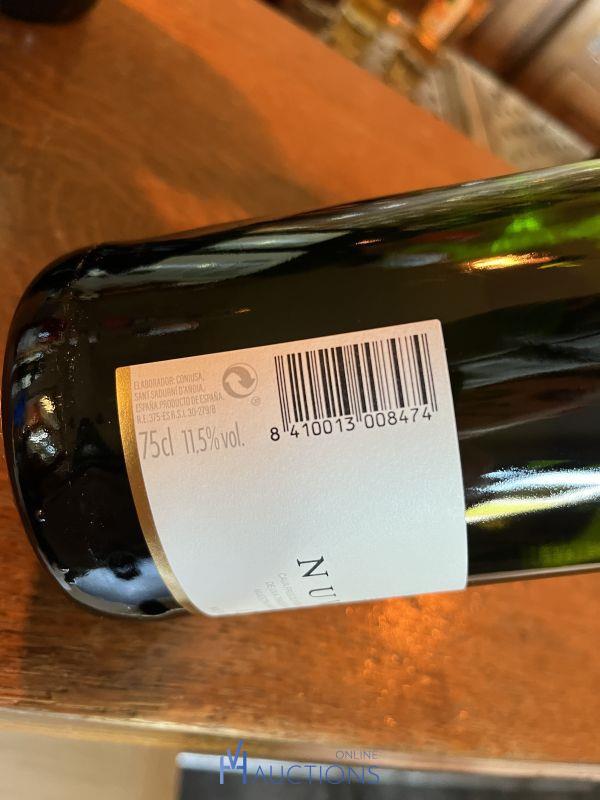 ELABORADOR: CONIUSA,
SANT SADURNÍ D'ANOIA,
ESPAÑA. PRODUCTO DE ESPAÑA.
R.E.:375-ES B.R.S.I. 30-279/B
75cl 11,5% vol.
8 410013 008474
NU
ONLINE
AUCTIONS